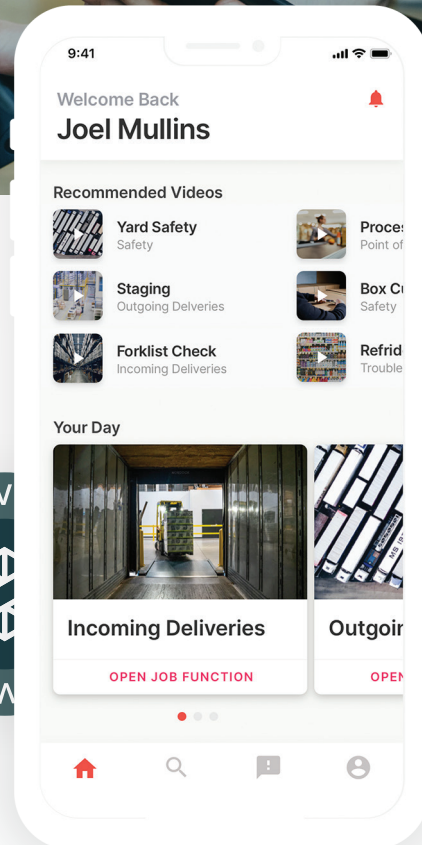 9:41
Welcome Back
Joel Mullins
Recommended Videos
Yard Safety
Safety
Staging
Outgoing Delveries
Forklist Check
Incoming Deliveries
Proces
Point of
Box Cu
Safety
Refrid
Trouble
Your Day
Incoming Deliveries
OPEN JOB FUNCTION
Outgoin
OPEN